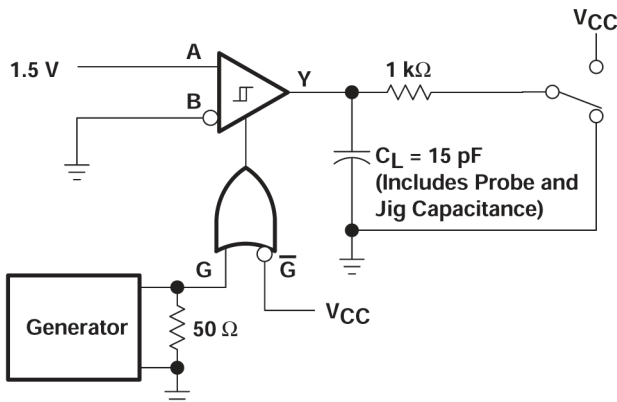 VCC
A
1.5 V
Y
1 kΩ
B
CL = 15 pF
(Includes Probe and
Jig Capacitance)
G
G̅
VCC
Generator
50 Ω